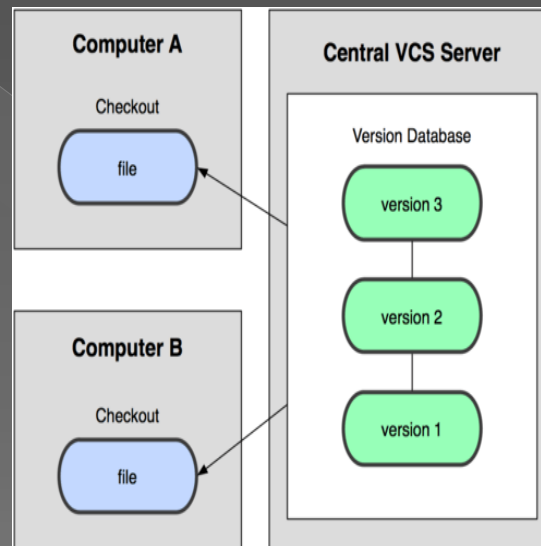 Computer A
Checkout
file
Central VCS Server
Version Database
version 3
version 2
version 1
Computer B
Checkout
file